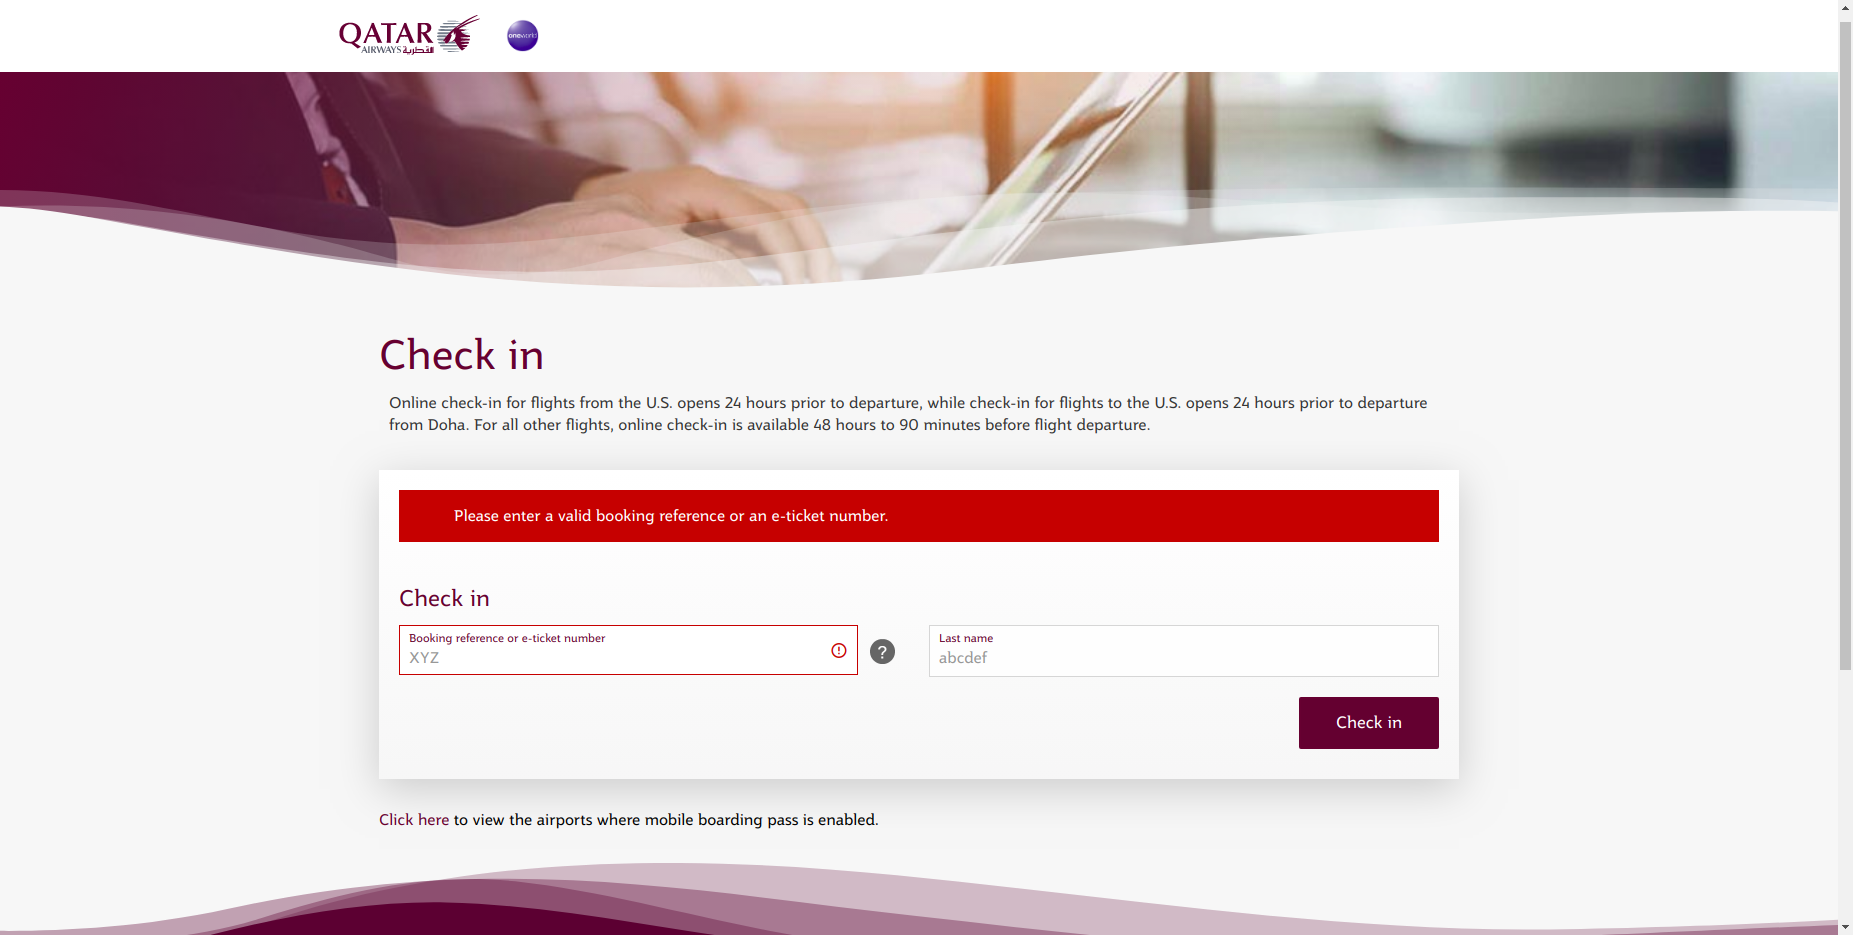 QATAR
AIRWAYS القطرية
oneworld
Check in
Online check-in for flights from the U.S. opens 24 hours prior to departure, while check-in for flights to the U.S. opens 24 hours prior to departure
from Doha. For all other flights, online check-in is available 48 hours to 90 minutes before flight departure.
Please enter a valid booking reference or an e-ticket number.
Check in
Booking reference or e-ticket number
XYZ
?
Last name
abcdef
Check in
Click here to view the airports where mobile boarding pass is enabled.